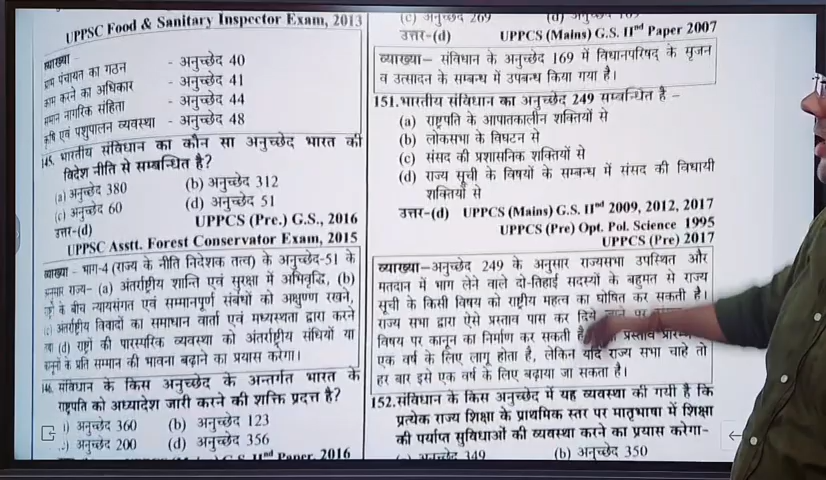 UPPSC Food & Sanitary Inspector Exam, 2013
व्याख्या
ग्राम पंचायत का गठन - अनुच्छेद 40
काम करने का अधिकार - अनुच्छेद 41
समान नागरिक संहिता - अनुच्छेद 44
कृषि एवं पशुपालन व्यवस्था - अनुच्छेद 48
145. भारतीय संविधान का कौन सा अनुच्छेद भारत की
विदेश नीति से सम्बन्धित है?
(a) अनुच्छेद 380 (b) अनुच्छेद 312
(c) अनुच्छेद 60 (d) अनुच्छेद 51
उत्तर-(d) UPPCS (Pre.) G.S., 2016
UPPSC Asstt. Forest Conservator Exam, 2015
व्याख्या - भाग-4 (राज्य के नीति निदेशक तत्व) के अनुच्छेद-51 के
राज्य- (a) अंतर्राष्ट्रीय शान्ति एवं सुरक्षा में अभिवृद्धि, (b)
के बीच न्यायसंगत एवं सम्मानपूर्ण संबंधों को अक्षुण्ण रखने,
अंतर्राष्ट्रीय विवादों का समाधान वार्ता एवं मध्यस्थता द्वारा करने
(d) राष्ट्रों की पारस्परिक व्यवस्था को अंतर्राष्ट्रीय संधियों या
के प्रति सम्मान की भावना बढ़ाने का प्रयास करेगा।
146. संविधान के किस अनुच्छेद के अन्तर्गत भारत के
राष्ट्रपति को अध्यादेश जारी करने की शक्ति प्रदत्त है?
अनुच्छेद 360 (b) अनुच्छेद 123
अनुच्छेद 200 (d) अनुच्छेद 356
IInd Paper, 2016
(c) अनुच्छेद 269
उत्तर-(d) UPPCS (Mains) G.S. IInd Paper 2007
व्याख्या— संविधान के अनुच्छेद 169 में विधानपरिषद् के सृजन
व उत्सादन के सम्बन्ध में उपबन्ध किया गया है।
151. भारतीय संविधान का अनुच्छेद 249 सम्बन्धित है –
(a) राष्ट्रपति के आपातकालीन शक्तियों से
(b) लोकसभा के विघटन से
(c) संसद की प्रशासनिक शक्तियों से
(d) राज्य सूची के विषयों के सम्बन्ध में संसद की विधायी
शक्तियों से
उत्तर-(d) UPPCS (Mains) G.S. IInd 2009, 2012, 2017
UPPCS (Pre) Opt. Pol. Science 1995
UPPCS (Pre) 2017
व्याख्या—अनुच्छेद 249 के अनुसार राज्यसभा उपस्थित और
मतदान में भाग लेने वाले दो-तिहाई सदस्यों के बहुमत से राज्य
सूची के किसी विषय को राष्ट्रीय महत्व का घोषित कर सकती है।
राज्य सभा द्वारा ऐसे प्रस्ताव पास कर दिये जाने पर
विषय पर कानून का निर्माण कर सकती है प्रस्ताव
एक वर्ष के लिए लागू होता है, लेकिन यदि राज्य सभा चाहे तो
हर बार इसे एक वर्ष के लिए बढ़ाया जा सकता है।
152. संविधान के किस अनुच्छेद में यह व्यवस्था की गयी है कि
प्रत्येक राज्य शिक्षा के प्राथमिक स्तर पर मातृभाषा में शिक्षा
की पर्याप्त सुविधाओं की व्यवस्था करने का प्रयास करेगा-
अनुच्छेद 349 (b) अनुच्छेद 350